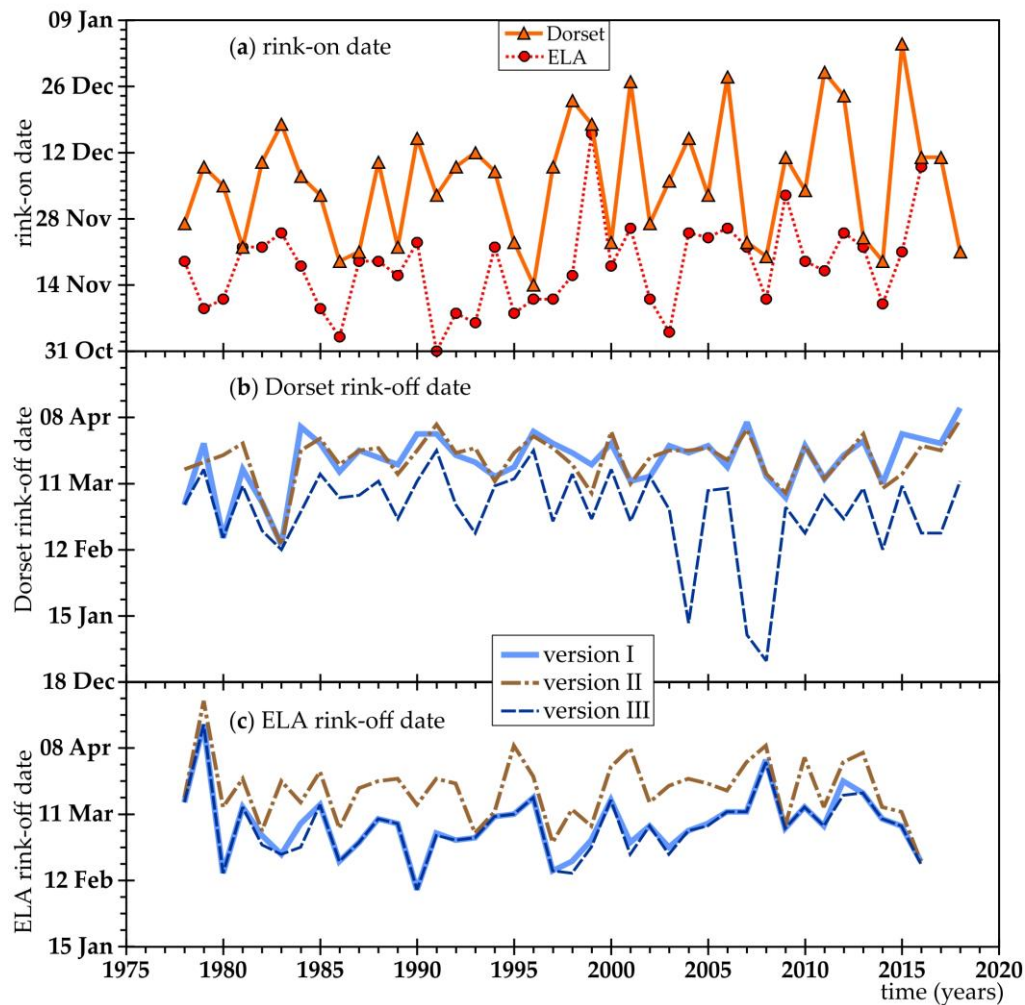 09 Jan
26 Dec
12 Dec
28 Nov
14 Nov
31 Oct
rink-on date
(a) rink-on date
Dorset
ELA
08 Apr
11 Mar
12 Feb
15 Jan
18 Dec
Dorset rink-off date
(b) Dorset rink-off date
version I
version II
version III
08 Apr
11 Mar
12 Feb
15 Jan
ELA rink-off date
(c) ELA rink-off date
1975 1980 1985 1990 1995 2000 2005 2010 2015 2020
time (years)